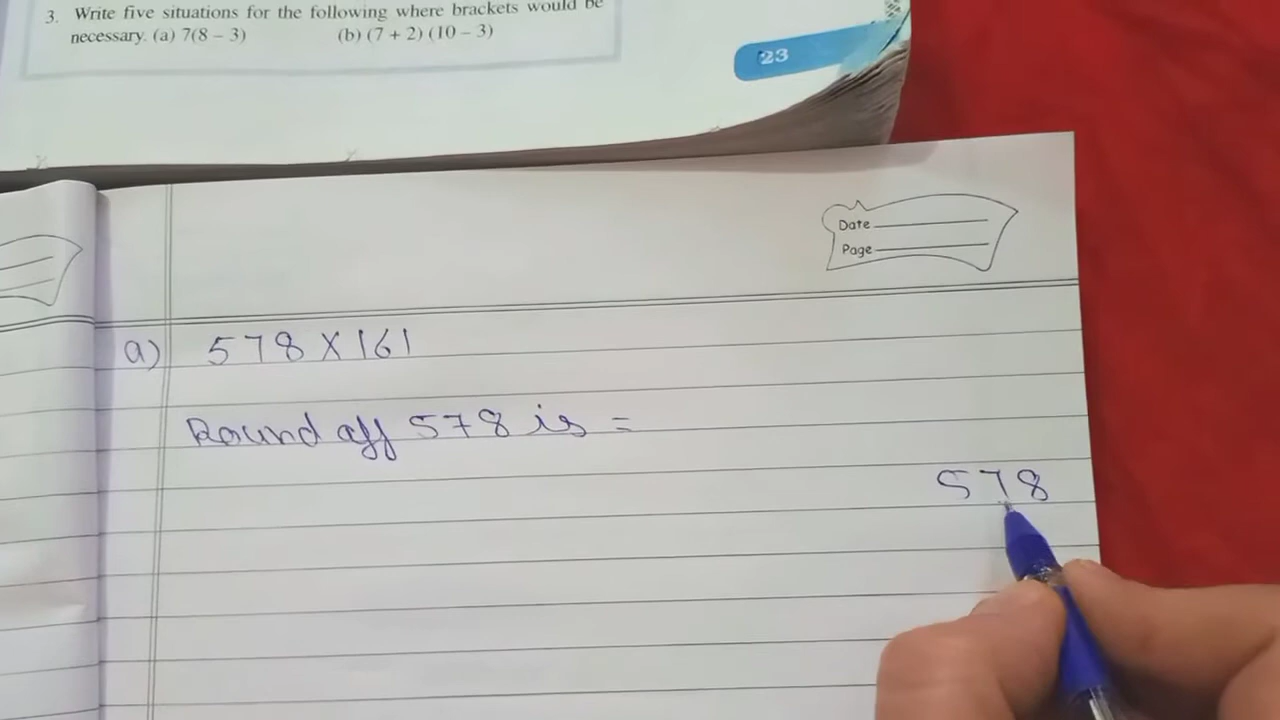 3. Write five situations for the following where brackets would be
necessary. (a) 7(8 – 3) (b) (7 + 2) (10 – 3)
23
Date
Page
a) 578 X 161
Round off 578 is =
578